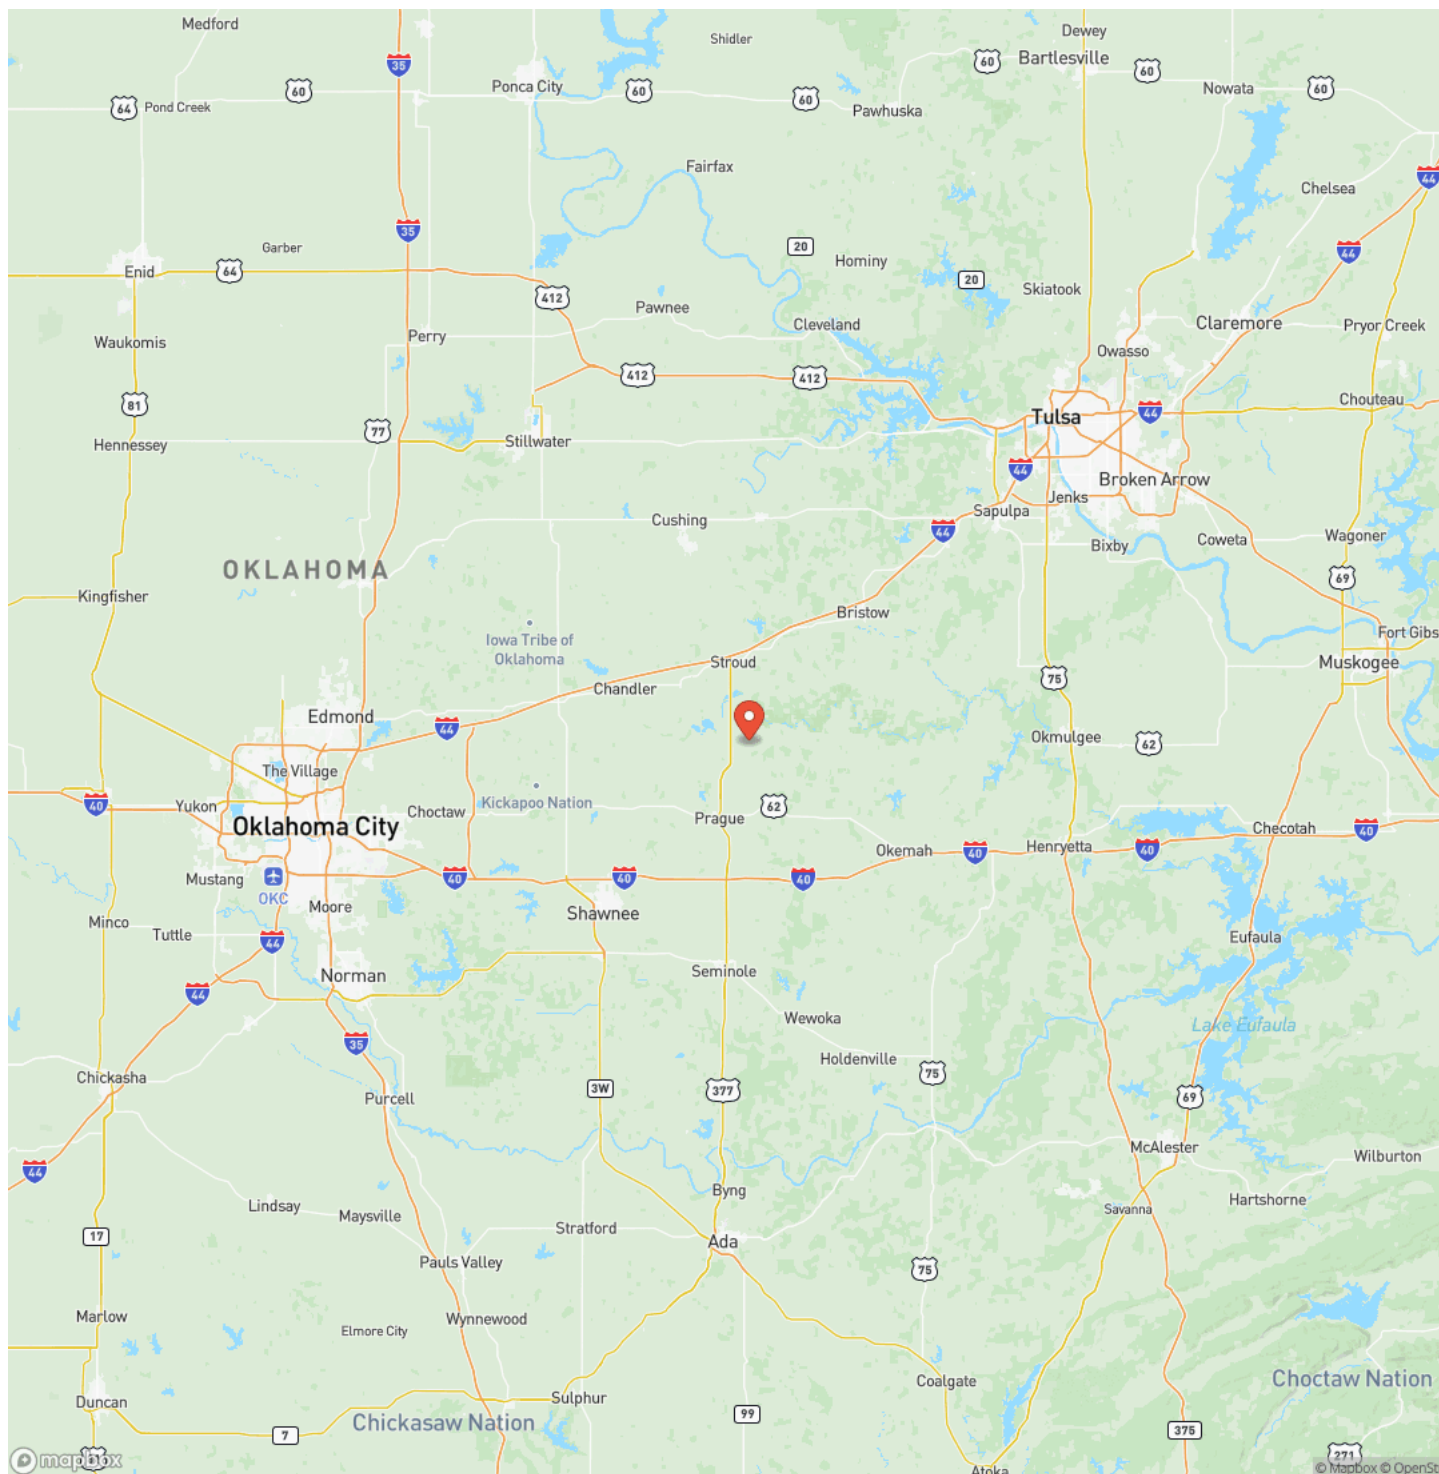 Medford
Shidler
Dewey
35
60
Bartlesville
Ponca City
60
60
60
60
60
Nowata
60
64
Pond Creek
Pawhuska
Fairfax
44
Chelsea
35
20
Garber
Hominy
44
Enid
64
20
412
Skiatook
Pawnee
Cleveland
Claremore
Pryor Creek
Waukomis
Perry
Owasso
412
412
81
Chouteau
77
Tulsa
44
Hennessey
Stillwater
44
Broken Arrow
Jenks
Cushing
Sapulpa
44
Wagoner
Bixby
Coweta
OKLAHOMA
69
Kingfisher
Bristow
Iowa Tribe of
Oklahoma
Fort Gibs
Stroud
Muskogee
75
Chandler
Edmond
44
Okmulgee
62
The Village
40
Yukon
Kickapoo Nation
62
Choctaw
Prague
Oklahoma City
Checotah
40
Okemah
40
Henryetta
40
Mustang
OKC
40
40
40
Moore
Shawnee
Minco
Tuttle
44
Eufaula
Norman
Seminole
44
Wewoka
Lake Eufaula
35
Holdenville
Chickasha
75
3W
377
69
Purcell
McAlester
44
Wilburton
Byng
Lindsay
Hartshorne
Maysville
Savanna
Stratford
17
Ada
Pauls Valley
75
Marlow
Wynnewood
Elmore City
Coalgate
Choctaw Nation
Duncan
Sulphur
Chickasaw Nation
99
7
375
271
mapbox
Atoka
© Mapbox © OpenSt